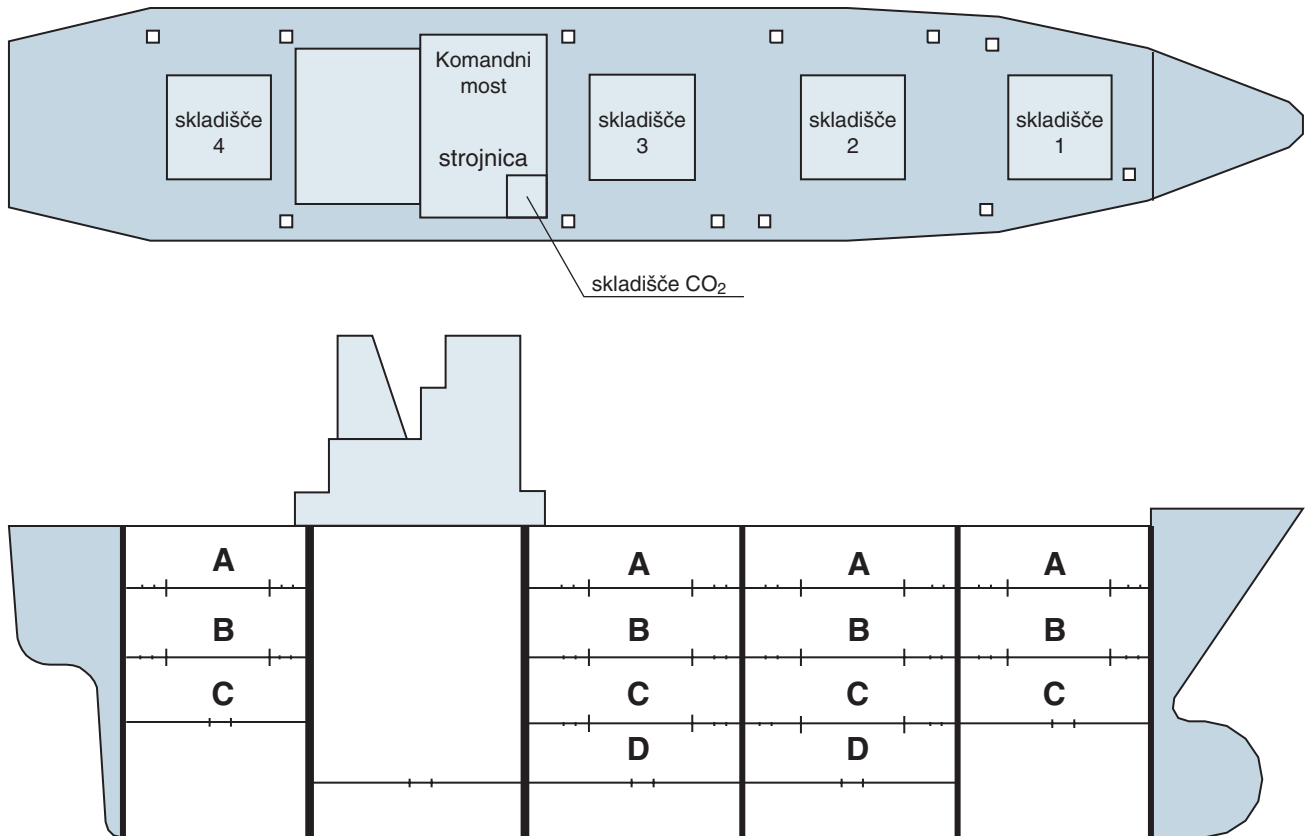 Komandni
most
skladišče
4
skladišče
3
skladišče
2
skladišče
1
strojnica
skladišče CO₂
A
A
A
A
B
B
B
B
C
C
C
C
D
D